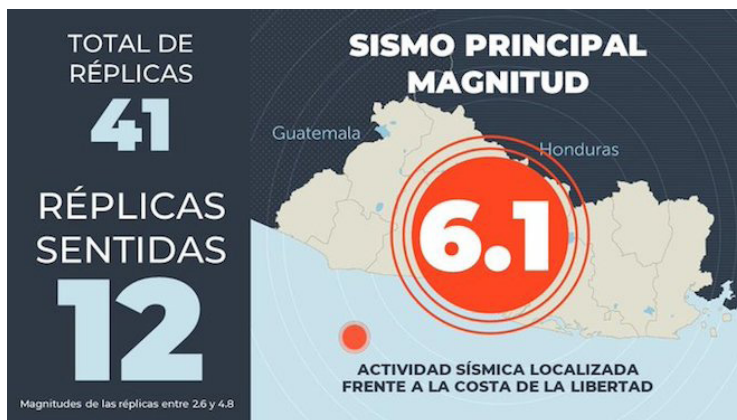 TOTAL DE
RÉPLICAS
41
RÉPLICAS
SENTIDAS
12
Magnitudes de las réplicas entre 2.6 y 4.8
SISMO PRINCIPAL
MAGNITUD
Guatemala
Honduras
6.1
ACTIVIDAD SÍSMICA LOCALIZADA
FRENTE A LA COSTA DE LA LIBERTAD